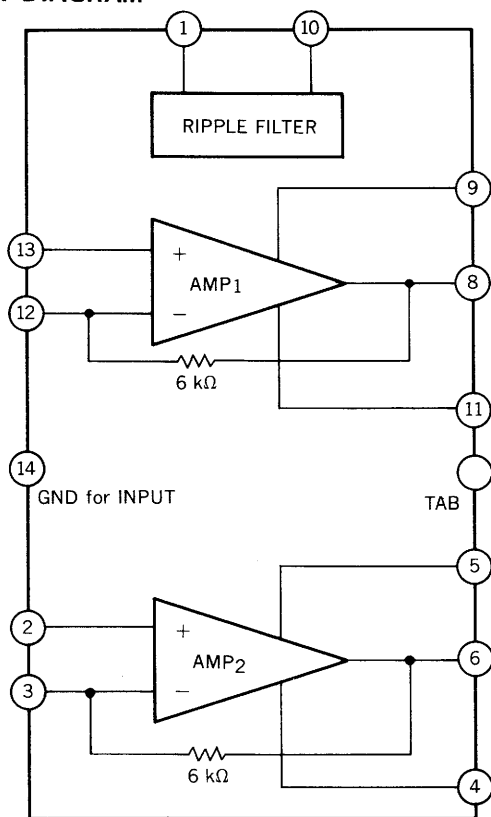 1 10
RIPPLE FILTER
9
13
+
AMP1
8
12
−
6 kΩ
11
14
GND for INPUT
TAB
5
2
+
AMP2
6
3
−
6 kΩ
4